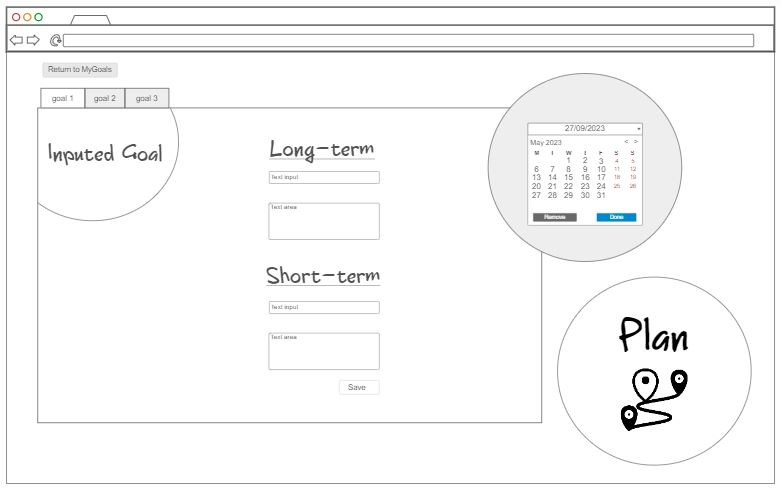 Return to MyGoals
goal 1 goal 2 goal 3
Inputed Goal
Long-term
Text input
Text area
Short-term
Text input
Text area
Save
27/09/2023
May 2023 < >
M T W T F S S
1 2 3 4 5
6 7 8 9 10 11 12
13 14 15 16 17 18 19
20 21 22 23 24 25 26
27 28 29 30 31
Remove Done
Plan